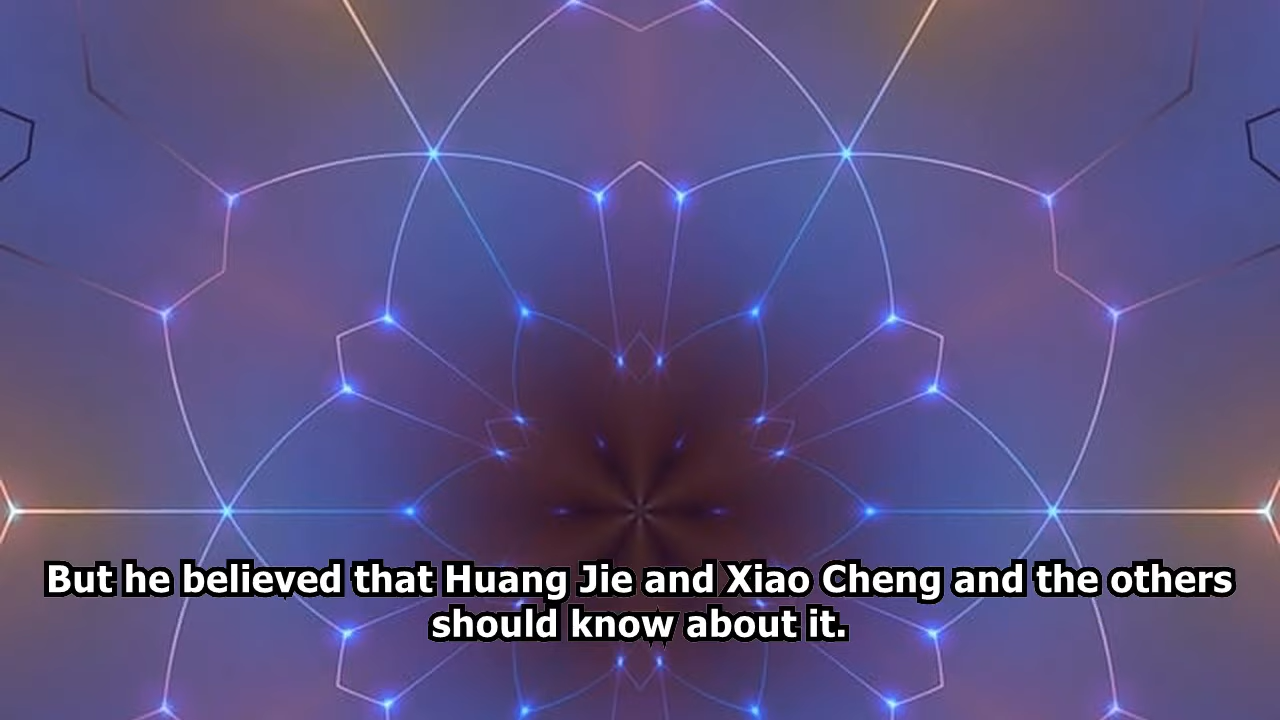 But he believed that Huang Jie and Xiao Cheng and the others
should know about it.